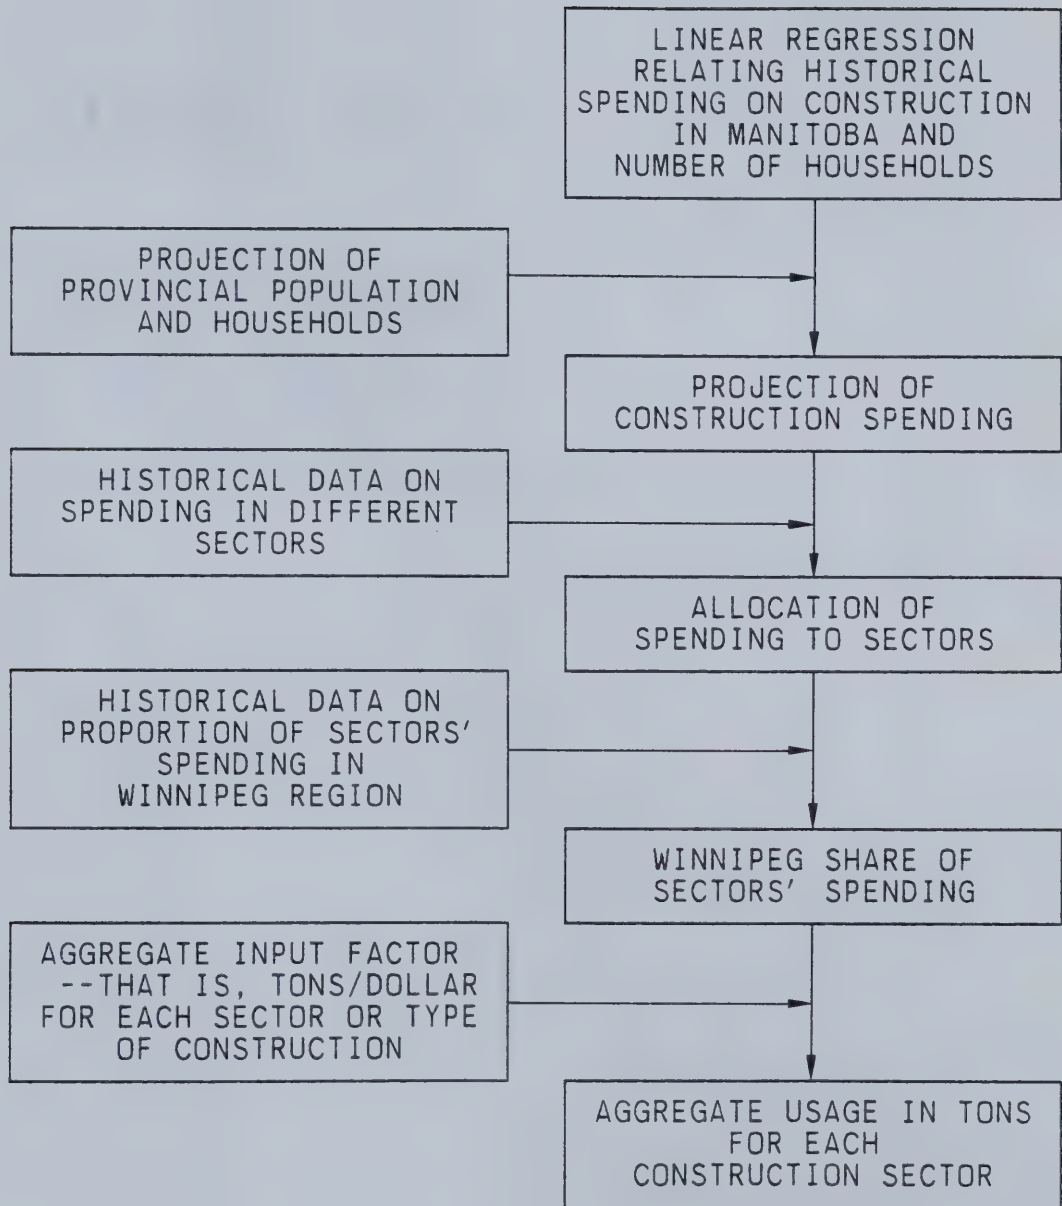 LINEAR REGRESSION
RELATING HISTORICAL
SPENDING ON CONSTRUCTION
IN MANITOBA AND
NUMBER OF HOUSEHOLDS
PROJECTION OF
PROVINCIAL POPULATION
AND HOUSEHOLDS
PROJECTION OF
CONSTRUCTION SPENDING
HISTORICAL DATA ON
SPENDING IN DIFFERENT
SECTORS
ALLOCATION OF
SPENDING TO SECTORS
HISTORICAL DATA ON
PROPORTION OF SECTORS'
SPENDING IN
WINNIPEG REGION
WINNIPEG SHARE OF
SECTORS' SPENDING
AGGREGATE INPUT FACTOR
--THAT IS, TONS/DOLLAR
FOR EACH SECTOR OR TYPE
OF CONSTRUCTION
AGGREGATE USAGE IN TONS
FOR EACH
CONSTRUCTION SECTOR